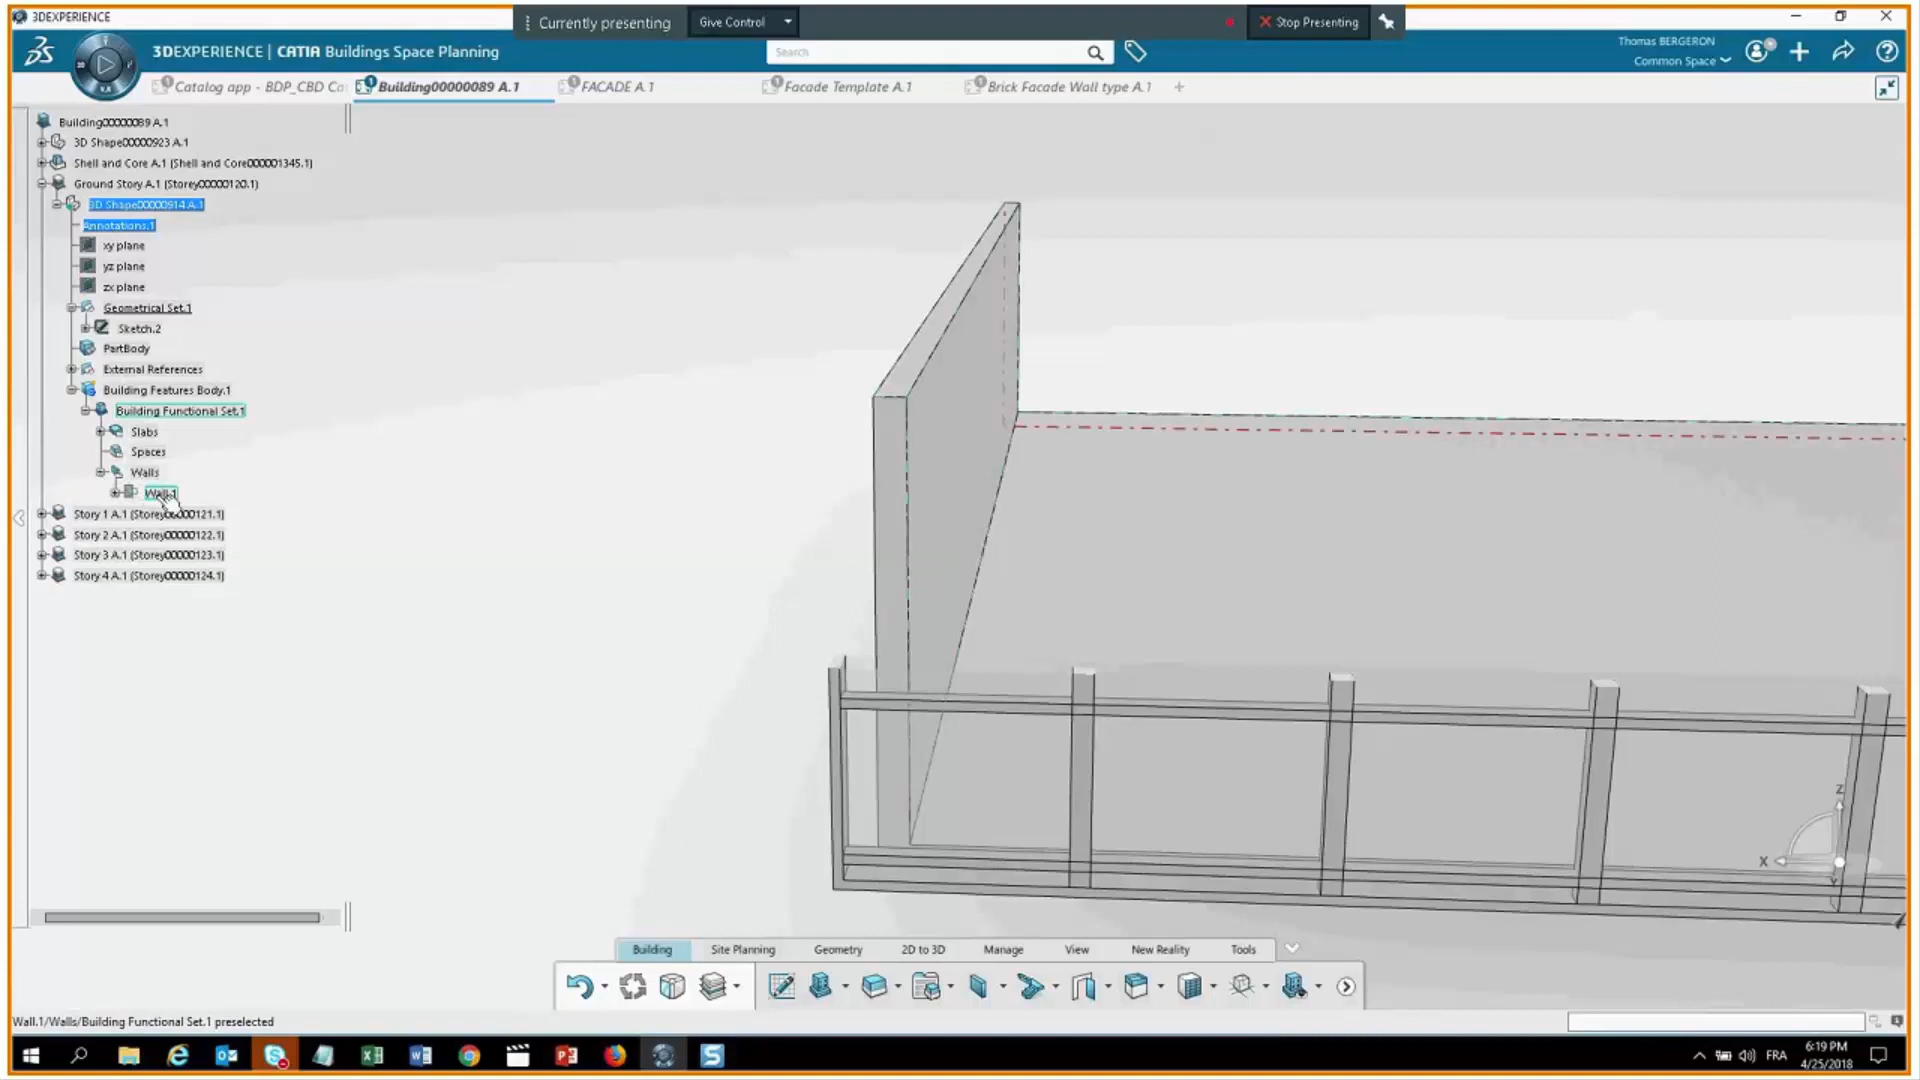 3DEXPERIENCE
Currently presenting
Give Control
Stop Presenting
3DEXPERIENCE | CATIA Buildings Space Planning
Search
Thomas BERGERON
Common Space
Catalog app - BDP_CBD Ca
Building00000089 A.1
FACADE A.1
Facade Template A.1
Brick Facade Wall type A.1
Building00000089 A.1
3D Shape00000923 A.1
Shell and Core A.1 (Shell and Core000001345.1)
Ground Story A.1 (Storey00000120.1)
3D Shape00000914 A.1
Annotations.1
xy plane
yz plane
zx plane
Geometrical Set.1
Sketch.2
PartBody
External References
Building Features Body.1
Building Functional Set.1
Slabs
Spaces
Walls
Wall.1
Story 1 A.1 (Storey00000121.1)
Story 2 A.1 (Storey00000122.1)
Story 3 A.1 (Storey00000123.1)
Story 4 A.1 (Storey00000124.1)
Z
X
Building
Site Planning
Geometry
2D to 3D
Manage
View
New Reality
Tools
Wall.1/Walls/Building Functional Set.1 preselected
FRA
6:19 PM
4/25/2018